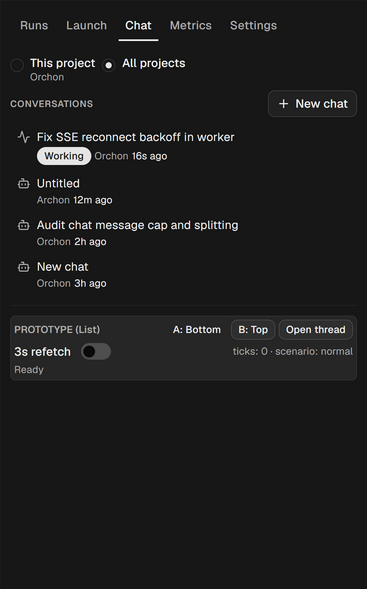 Runs Launch Chat Metrics Settings
This project All projects
Orchon
CONVERSATIONS + New chat
Fix SSE reconnect backoff in worker
Working Orchon 16s ago
Untitled
Archon 12m ago
Audit chat message cap and splitting
Orchon 2h ago
New chat
Orchon 3h ago
PROTOTYPE (List) A: Bottom B: Top Open thread
3s refetch ticks: 0 · scenario: normal
Ready